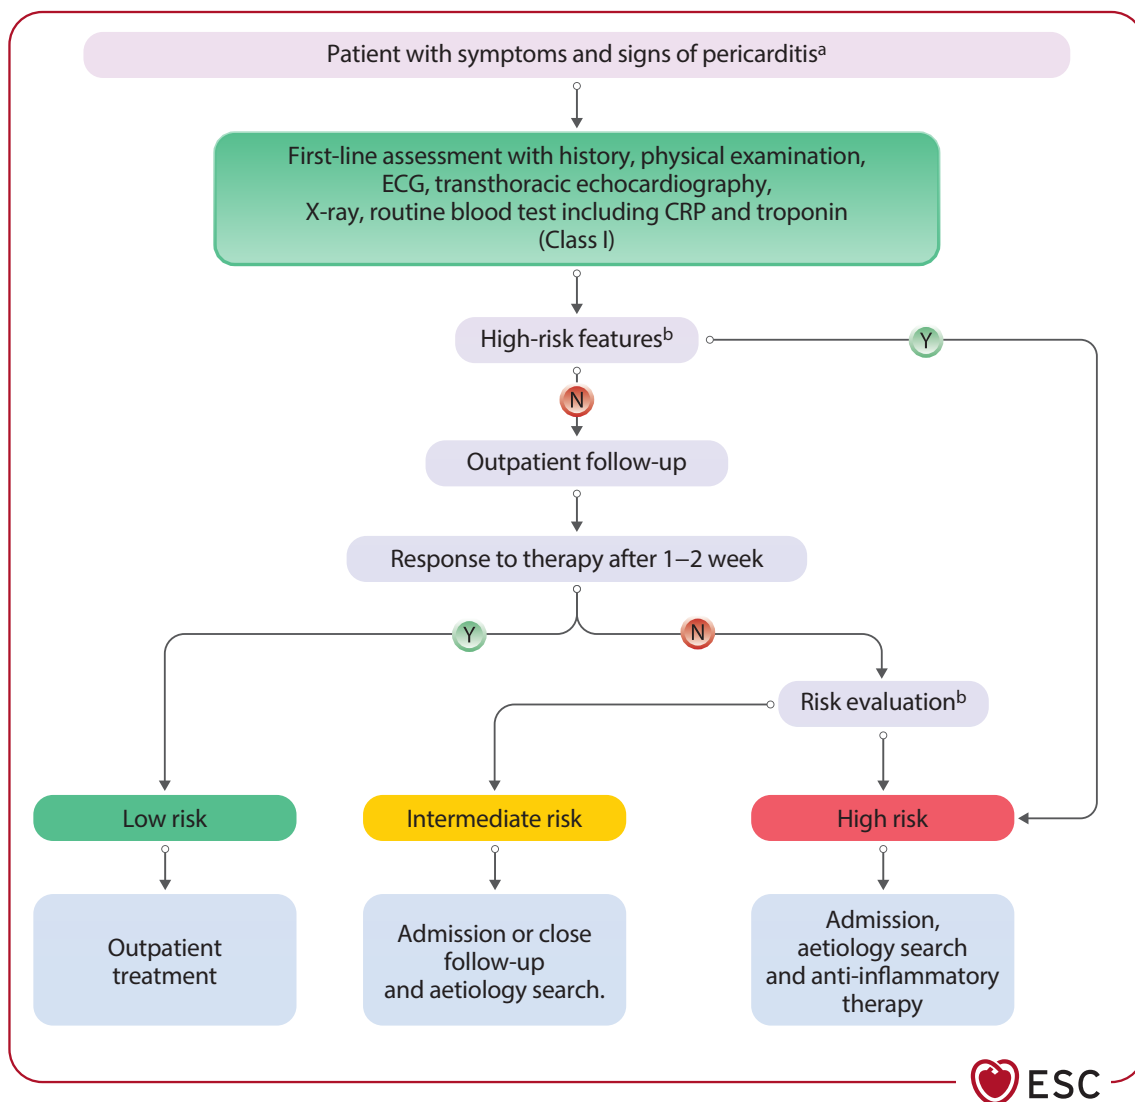 Patient with symptoms and signs of pericarditisᵃ
First-line assessment with history, physical examination,
ECG, transthoracic echocardiography,
X-ray, routine blood test including CRP and troponin
(Class I)
High-risk featuresᵇ
Y
N
Outpatient follow-up
Response to therapy after 1–2 week
Y
N
Risk evaluationᵇ
Low risk
Intermediate risk
High risk
Outpatient
treatment
Admission or close
follow-up
and aetiology search.
Admission,
aetiology search
and anti-inflammatory
therapy
ESC